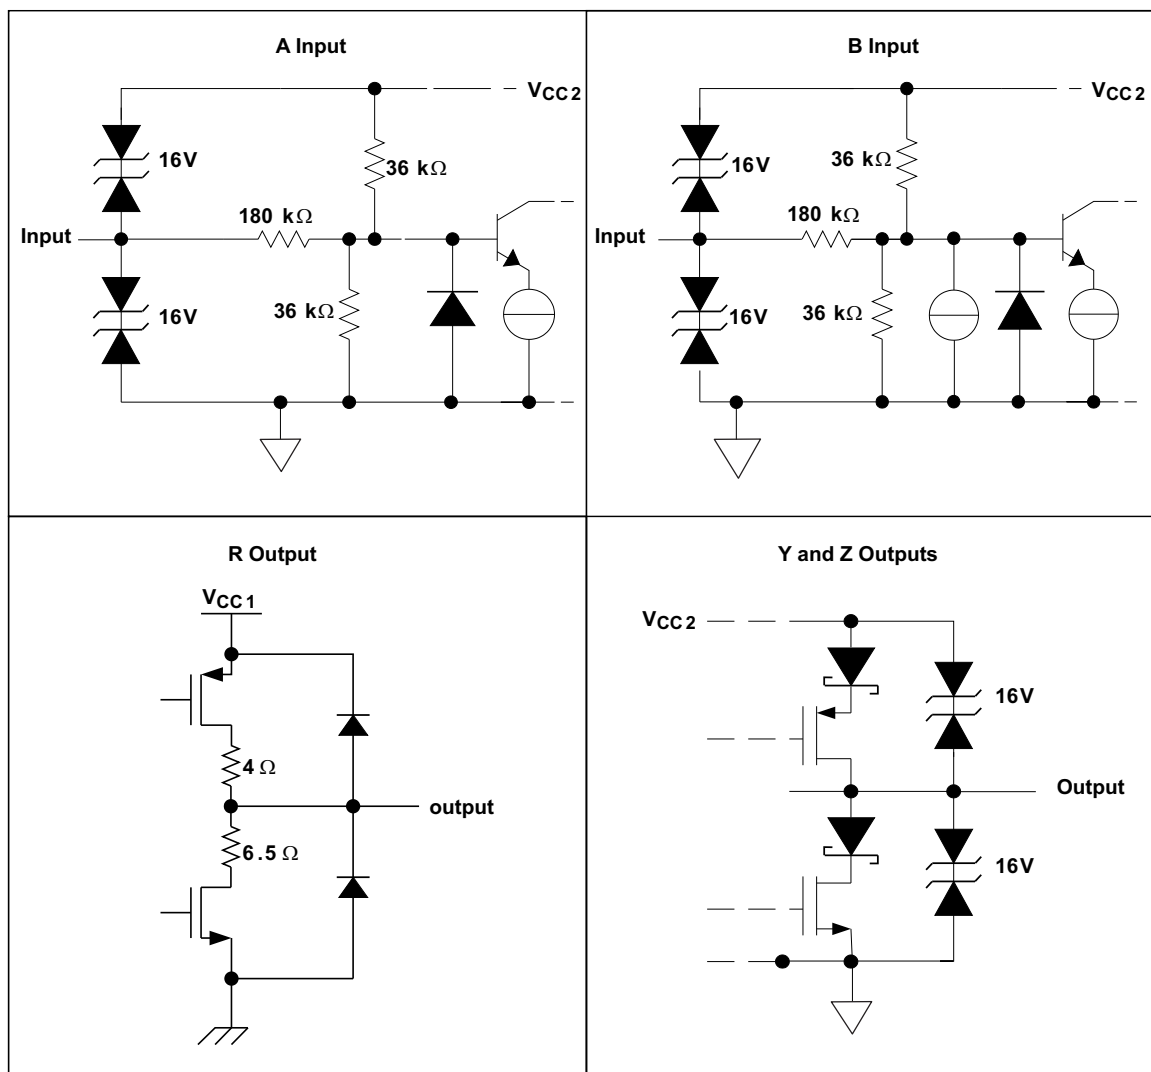 A Input
VCC2
16V
36 kΩ
180 kΩ
Input
16V
36 kΩ
B Input
VCC2
16V
36 kΩ
180 kΩ
Input
16V
36 kΩ
R Output
VCC1
4 Ω
output
6.5 Ω
Y and Z Outputs
VCC2
16V
Output
16V